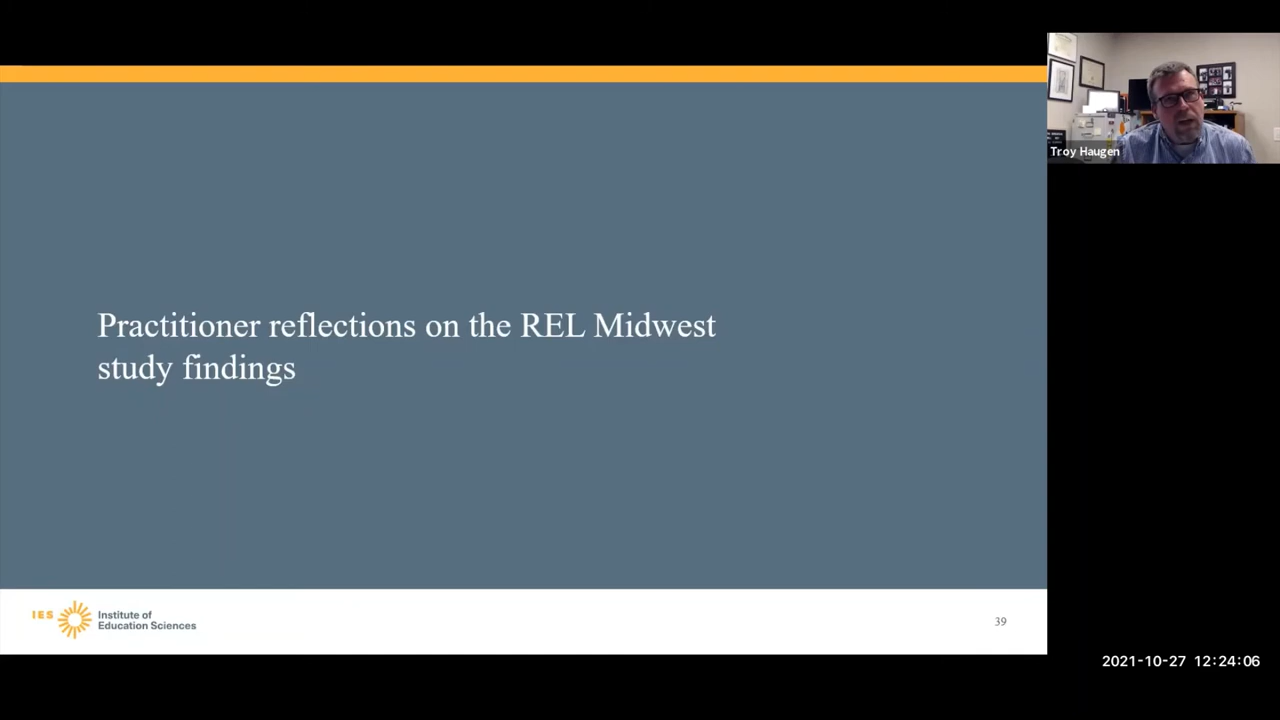 Practitioner reflections on the REL Midwest
study findings
Troy Haugen
IES
Institute of
Education Sciences
39
2021-10-27 12:24:06